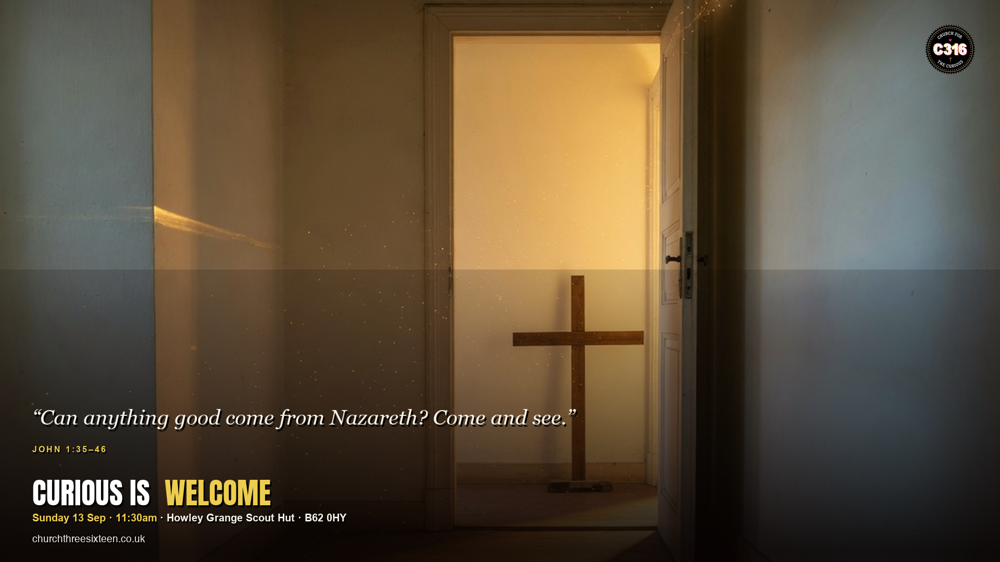 CHURCH FOR
C316
THE CURIOUS
“Can anything good come from Nazareth? Come and see.”
JOHN 1:35–46
CURIOUS IS WELCOME
Sunday 13 Sep · 11:30am · Howley Grange Scout Hut · B62 0HY
churchthreesixteen.co.uk